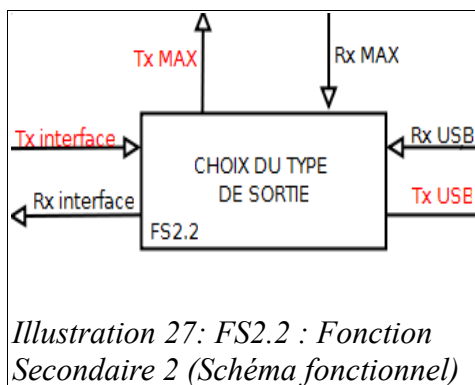 Tx MAX
Rx MAX
Tx interface
Rx USB
CHOIX DU TYPE
DE SORTIE
Rx interface
Tx USB
FS2.2
Illustration 27: FS2.2 : Fonction
Secondaire 2 (Schéma fonctionnel)